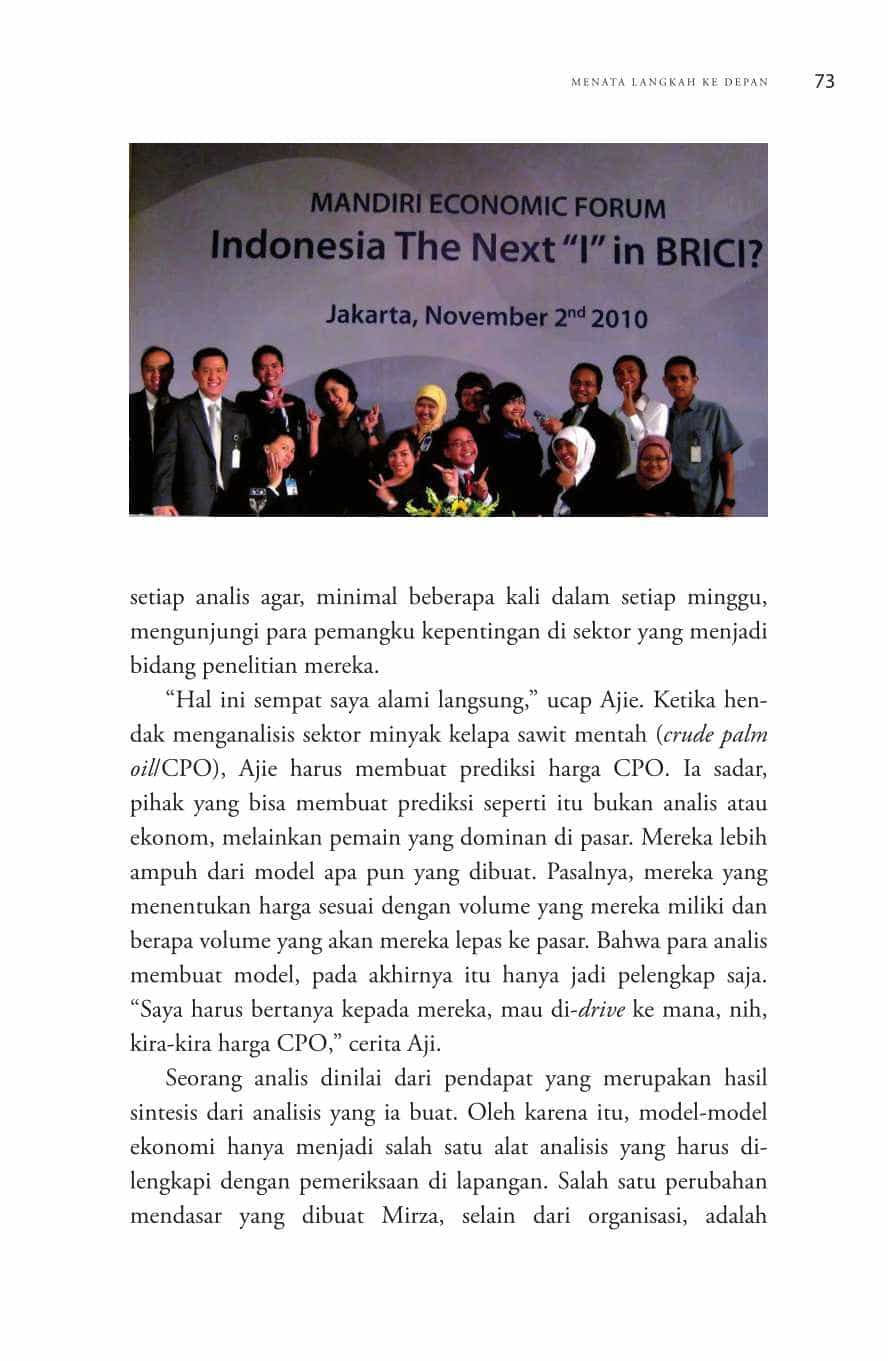 MENATA LANGKAH KE DEPAN 73
MANDIRI ECONOMIC FORUM
Indonesia The Next “I” in BRICI?
Jakarta, November 2nd 2010
setiap analis agar, minimal beberapa kali dalam setiap minggu,
mengunjungi para pemangku kepentingan di sektor yang menjadi
bidang penelitian mereka.
“Hal ini sempat saya alami langsung,” ucap Ajie. Ketika hen-
dak menganalisis sektor minyak kelapa sawit mentah (crude palm
oil/CPO), Ajie harus membuat prediksi harga CPO. Ia sadar,
pihak yang bisa membuat prediksi seperti itu bukan analis atau
ekonom, melainkan pemain yang dominan di pasar. Mereka lebih
ampuh dari model apa pun yang dibuat. Pasalnya, mereka yang
menentukan harga sesuai dengan volume yang mereka miliki dan
berapa volume yang akan mereka lepas ke pasar. Bahwa para analis
membuat model, pada akhirnya itu hanya jadi pelengkap saja.
“Saya harus bertanya kepada mereka, mau di-drive ke mana, nih,
kira-kira harga CPO,” cerita Aji.
Seorang analis dinilai dari pendapat yang merupakan hasil
sintesis dari analisis yang ia buat. Oleh karena itu, model-model
ekonomi hanya menjadi salah satu alat analisis yang harus di-
lengkapi dengan pemeriksaan di lapangan. Salah satu perubahan
mendasar yang dibuat Mirza, selain dari organisasi, adalah